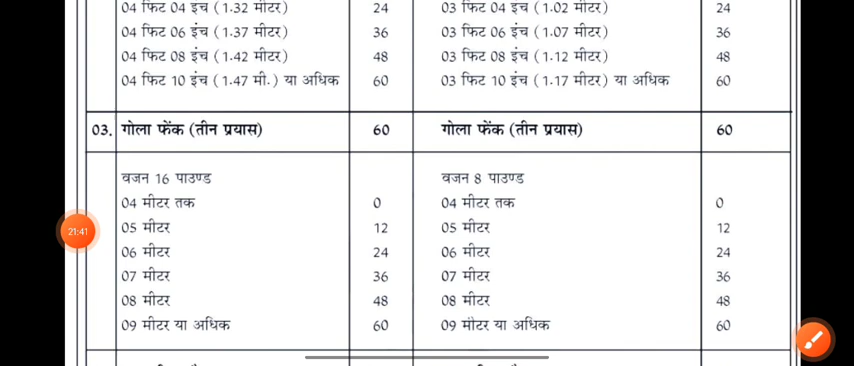 04 फिट 04 इंच (1.32 मीटर) 24 03 फिट 04 इंच (1.02 मीटर) 24
04 फिट 06 इंच (1.37 मीटर) 36 03 फिट 06 इंच (1.07 मीटर) 36
04 फिट 08 इंच (1.42 मीटर) 48 03 फिट 08 इंच (1.12 मीटर) 48
04 फिट 10 इंच (1.47 मी.) या अधिक 60 03 फिट 10 इंच (1.17 मीटर) या अधिक 60
03. गोला फेंक (तीन प्रयास) 60 गोला फेंक (तीन प्रयास) 60
वजन 16 पाउण्ड वजन 8 पाउण्ड
04 मीटर तक 0 04 मीटर तक 0
05 मीटर 12 05 मीटर 12
21:41
06 मीटर 24 06 मीटर 24
07 मीटर 36 07 मीटर 36
08 मीटर 48 08 मीटर 48
09 मीटर या अधिक 60 09 मीटर या अधिक 60